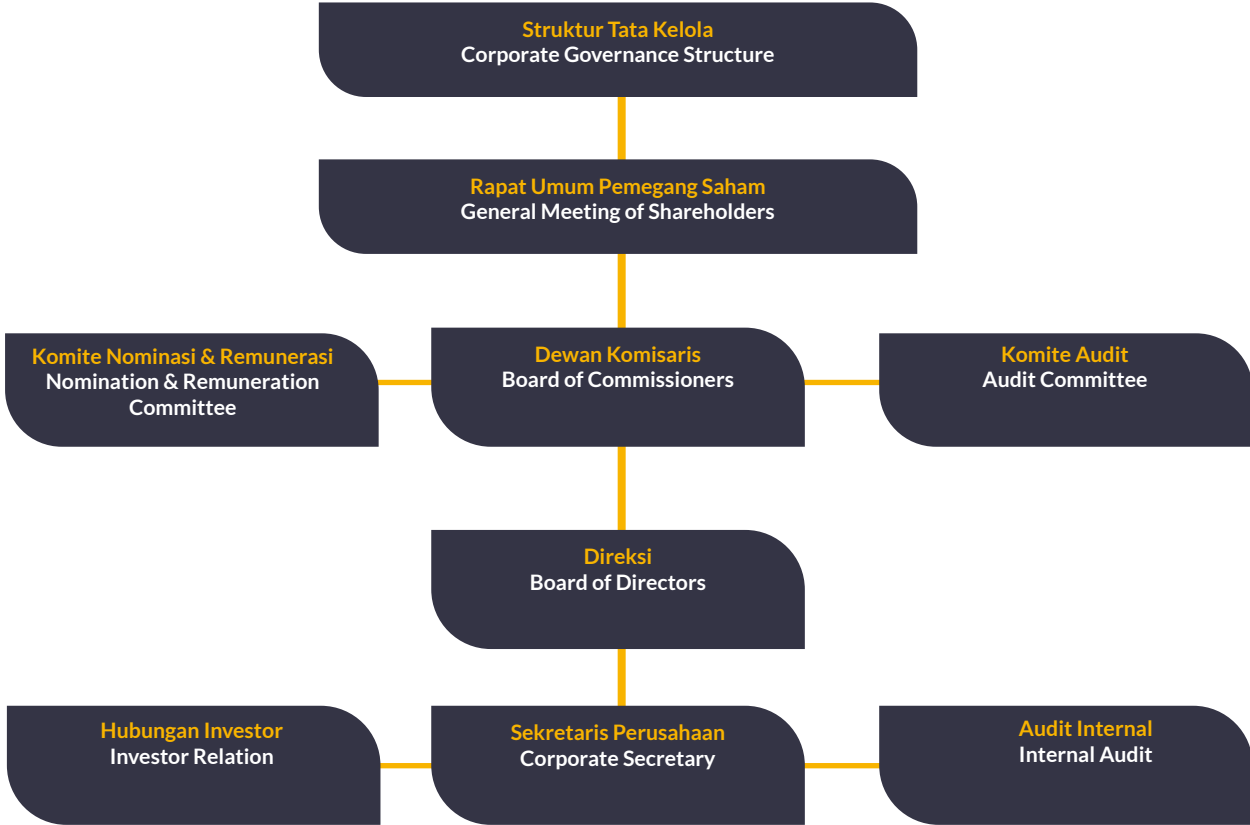 Struktur Tata Kelola
Corporate Governance Structure
Rapat Umum Pemegang Saham
General Meeting of Shareholders
Komite Nominasi & Remunerasi
Nomination & Remuneration
Committee
Dewan Komisaris
Board of Commissioners
Komite Audit
Audit Committee
Direksi
Board of Directors
Hubungan Investor
Investor Relation
Sekretaris Perusahaan
Corporate Secretary
Audit Internal
Internal Audit